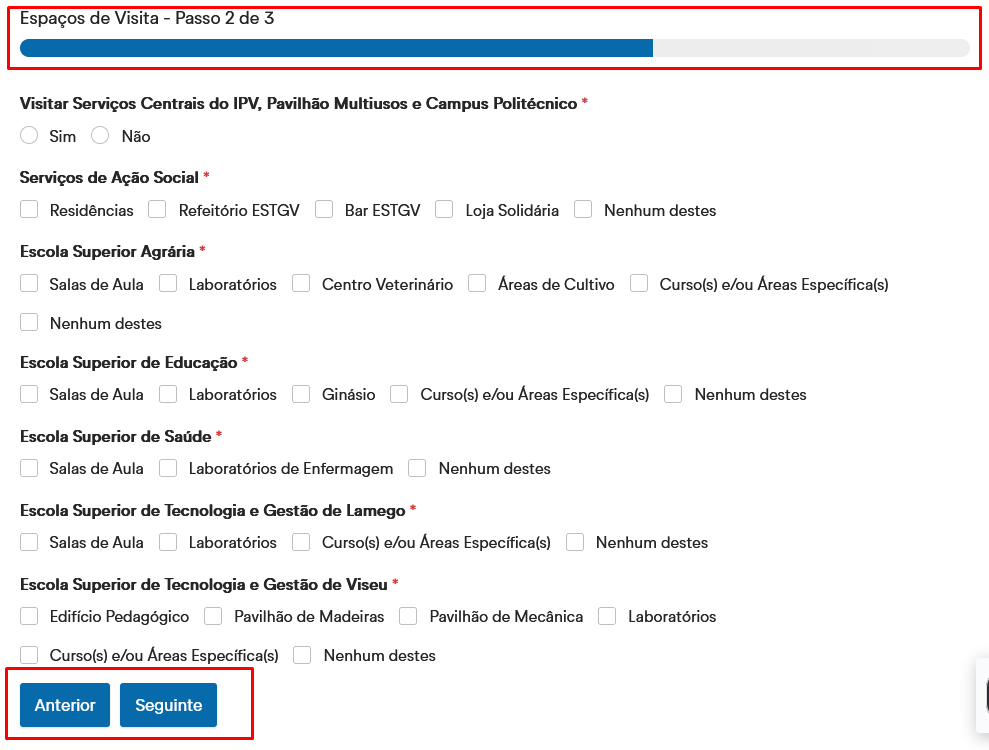 Espaços de Visita - Passo 2 de 3
Visitar Serviços Centrais do IPV, Pavilhão Multiusos e Campus Politécnico *
Sim Não
Serviços de Ação Social *
Residências Refeitório ESTGV Bar ESTGV Loja Solidária Nenhum destes
Escola Superior Agrária *
Salas de Aula Laboratórios Centro Veterinário Áreas de Cultivo Curso(s) e/ou Áreas Específica(s)
Nenhum destes
Escola Superior de Educação *
Salas de Aula Laboratórios Ginásio Curso(s) e/ou Áreas Específica(s) Nenhum destes
Escola Superior de Saúde *
Salas de Aula Laboratórios de Enfermagem Nenhum destes
Escola Superior de Tecnologia e Gestão de Lamego *
Salas de Aula Laboratórios Curso(s) e/ou Áreas Específica(s) Nenhum destes
Escola Superior de Tecnologia e Gestão de Viseu *
Edifício Pedagógico Pavilhão de Madeiras Pavilhão de Mecânica Laboratórios
Curso(s) e/ou Áreas Específica(s) Nenhum destes
Anterior Seguinte